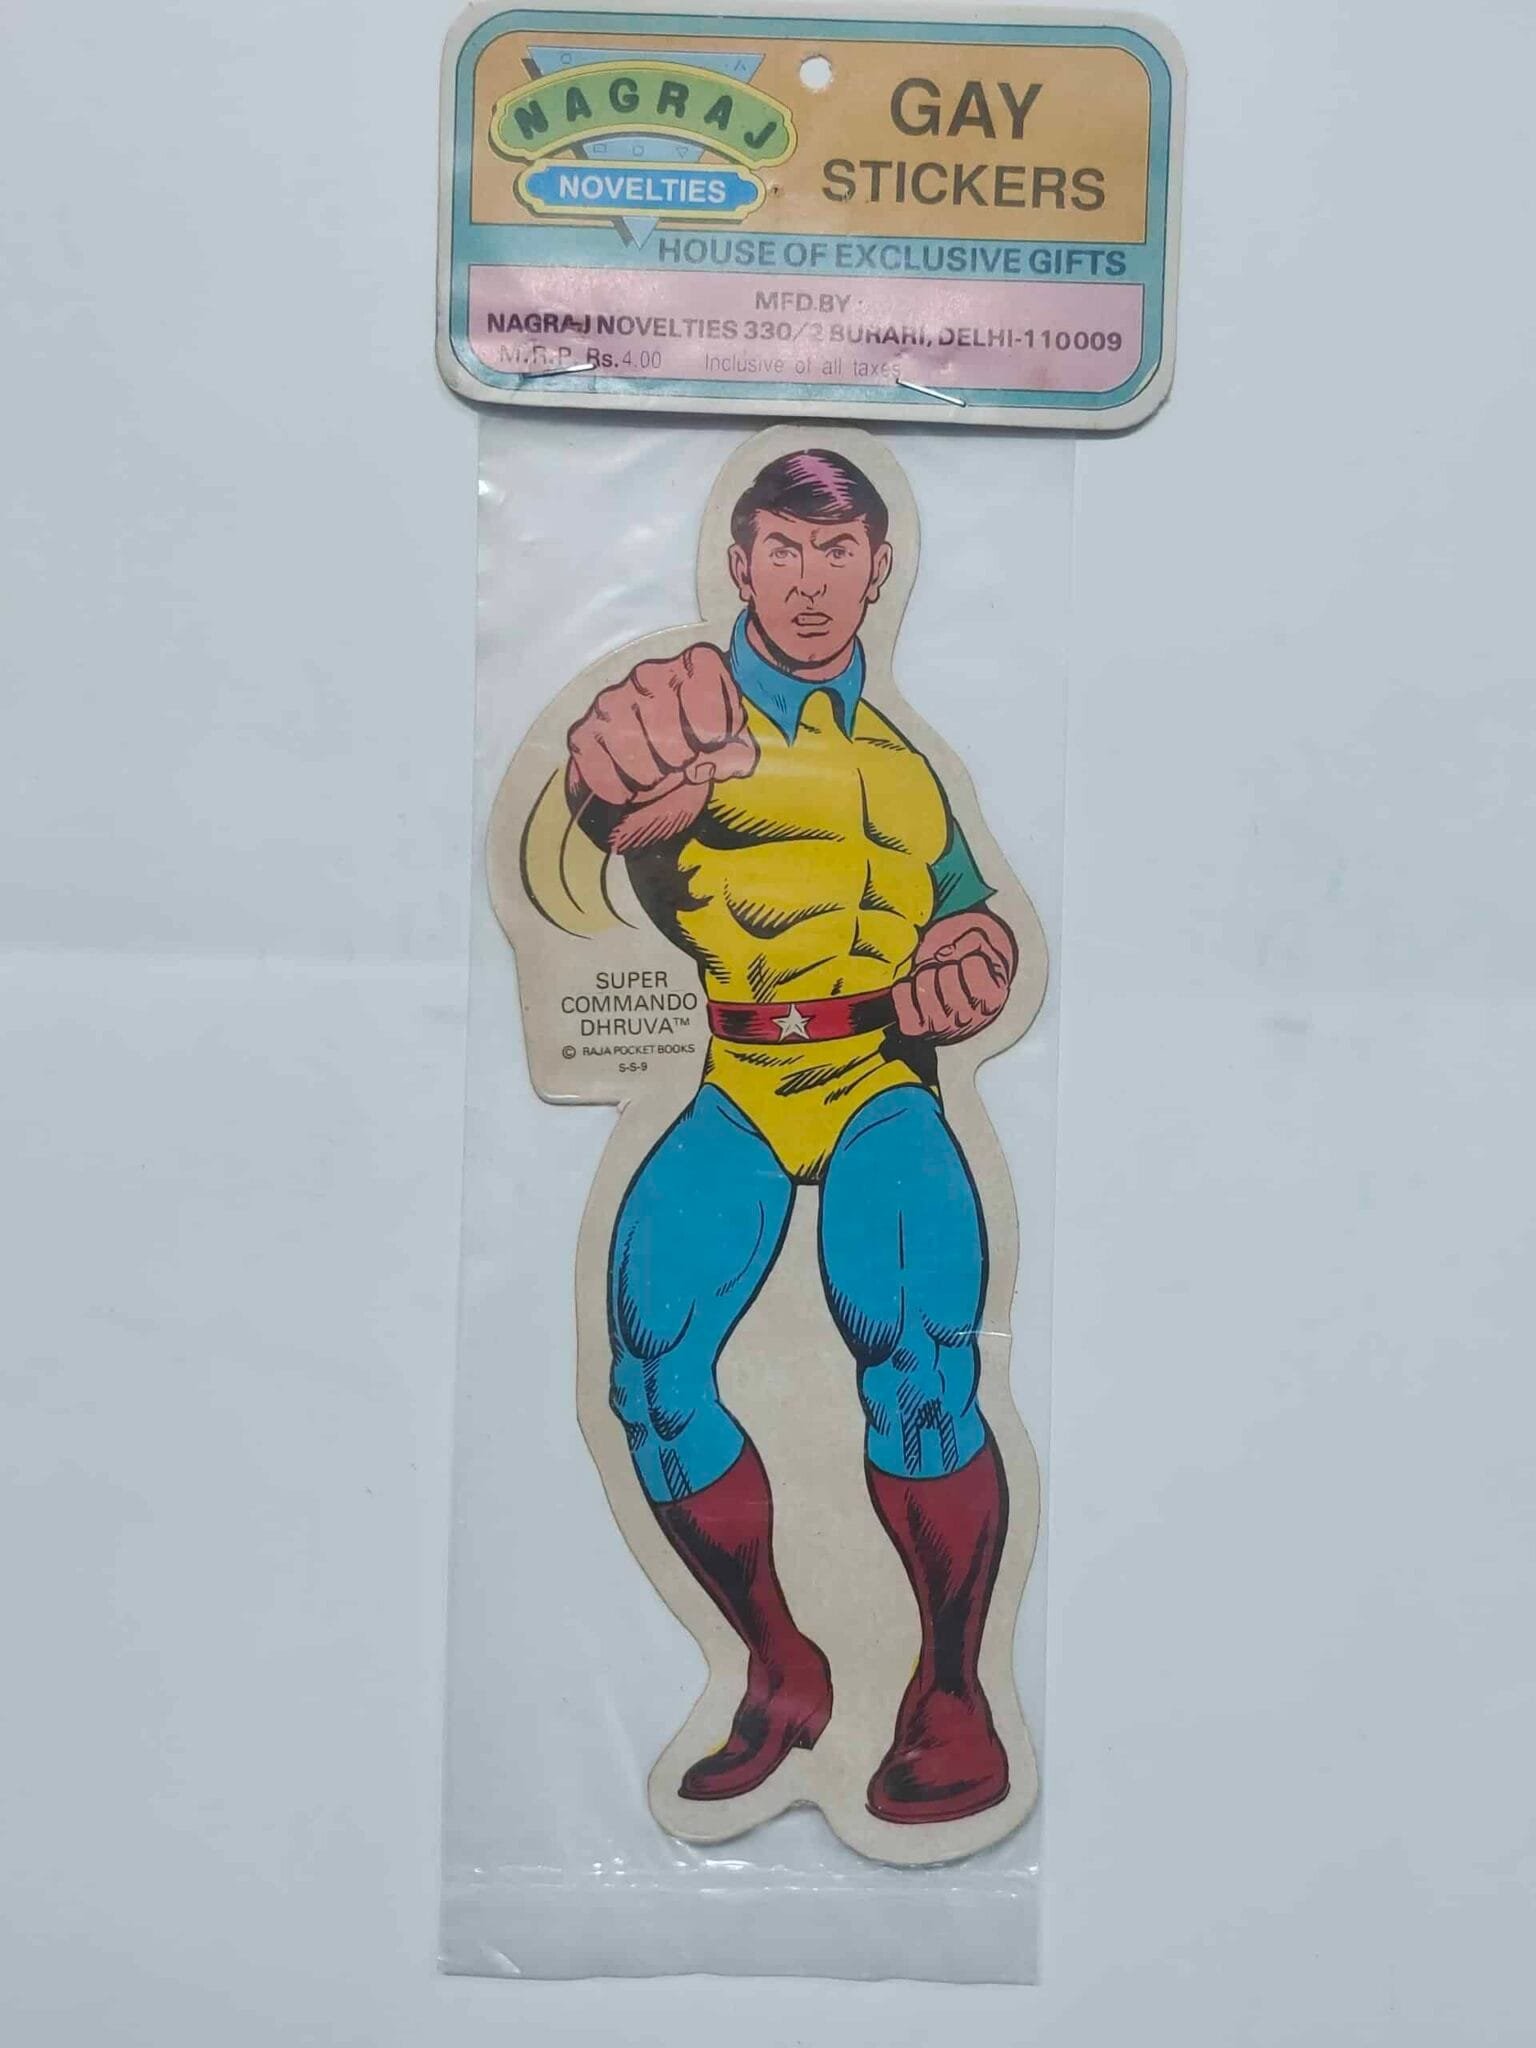 NAGRAJ
NOVELTIES
GAY
STICKERS
HOUSE OF EXCLUSIVE GIFTS
MFD.BY
NAGRAJ NOVELTIES 330/2 BURARI, DELHI-110009
M.R.P. Rs. 4.00 Inclusive of all taxes
SUPER
COMMANDO
DHRUVA™
© RAJA POCKET BOOKS
S-S-9